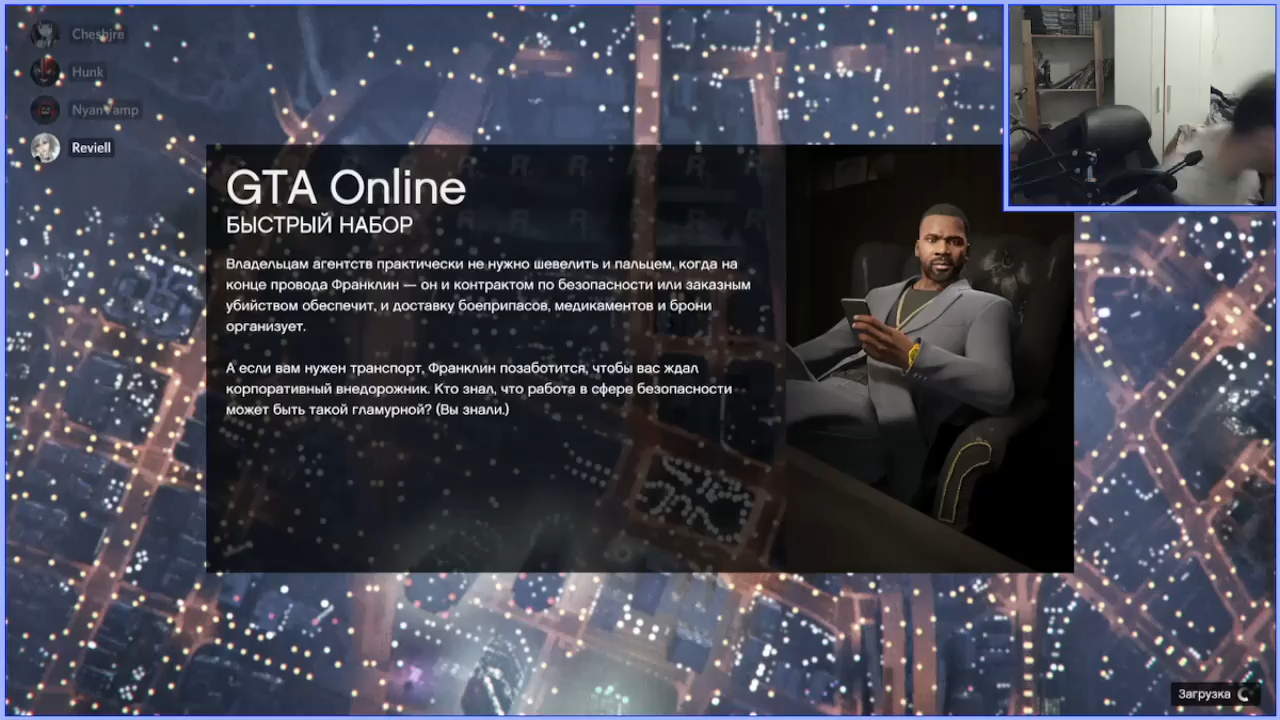 Cheshire
Hunk
NyanVamp
Reviell
GTA Online
БЫСТРЫЙ НАБОР
Владельцам агентств практически не нужно шевелить и пальцем, когда на
конце провода Франклин — он и контрактом по безопасности или заказным
убийством обеспечит, и доставку боеприпасов, медикаментов и брони
организует.
А если вам нужен транспорт, Франклин позаботится, чтобы вас ждал
корпоративный внедорожник. Кто знал, что работа в сфере безопасности
может быть такой гламурной? (Вы знали.)
Загрузка